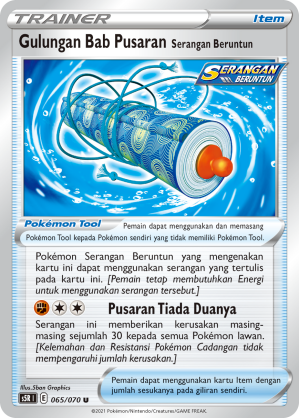 TRAINER Item
Gulungan Bab Pusaran Serangan Beruntun
SERANGAN
BERUNTUN
Pokémon Tool
Pemain dapat menggunakan dan memasang
Pokémon Tool kepada Pokémon sendiri yang tidak memiliki Pokémon Tool.
Pokémon Serangan Beruntun yang mengenakan
kartu ini dapat menggunakan serangan yang tertulis
pada kartu ini. [Pemain tetap membutuhkan Energi
untuk menggunakan serangan tersebut.]
Pusaran Tiada Duanya
Serangan ini memberikan kerusakan masing-
masing sejumlah 30 kepada semua Pokémon lawan.
[Kelemahan dan Resistansi Pokémon Cadangan tidak
mempengaruhi jumlah kerusakan.]
Illus. 5ban Graphics
s5R I E 065/070 U
Pemain dapat menggunakan kartu Item dengan
jumlah sesukanya pada giliran sendiri.
©2021 Pokémon/Nintendo/Creatures/GAME FREAK